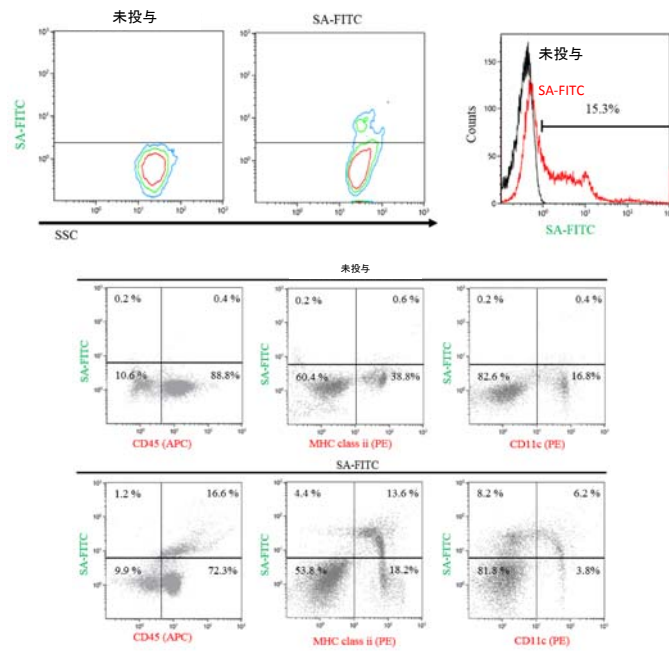 未投与
SA-FITC
SA-FITC
SSC
未投与
SA-FITC
15.3%
Counts
150
100
50
0
SA-FITC
未投与
0.2 %
0.4 %
10.6 %
88.8%
SA-FITC
CD45 (APC)
0.2 %
0.6 %
60.4 %
38.8%
SA-FITC
MHC class ii (PE)
0.2 %
0.4 %
82.6 %
16.8%
SA-FITC
CD11c (PE)
SA-FITC
1.2 %
16.6 %
9.9 %
72.3%
SA-FITC
CD45 (APC)
4.4 %
13.6 %
53.8 %
18.2%
SA-FITC
MHC class ii (PE)
8.2 %
6.2 %
81.8 %
3.8%
SA-FITC
CD11c (PE)